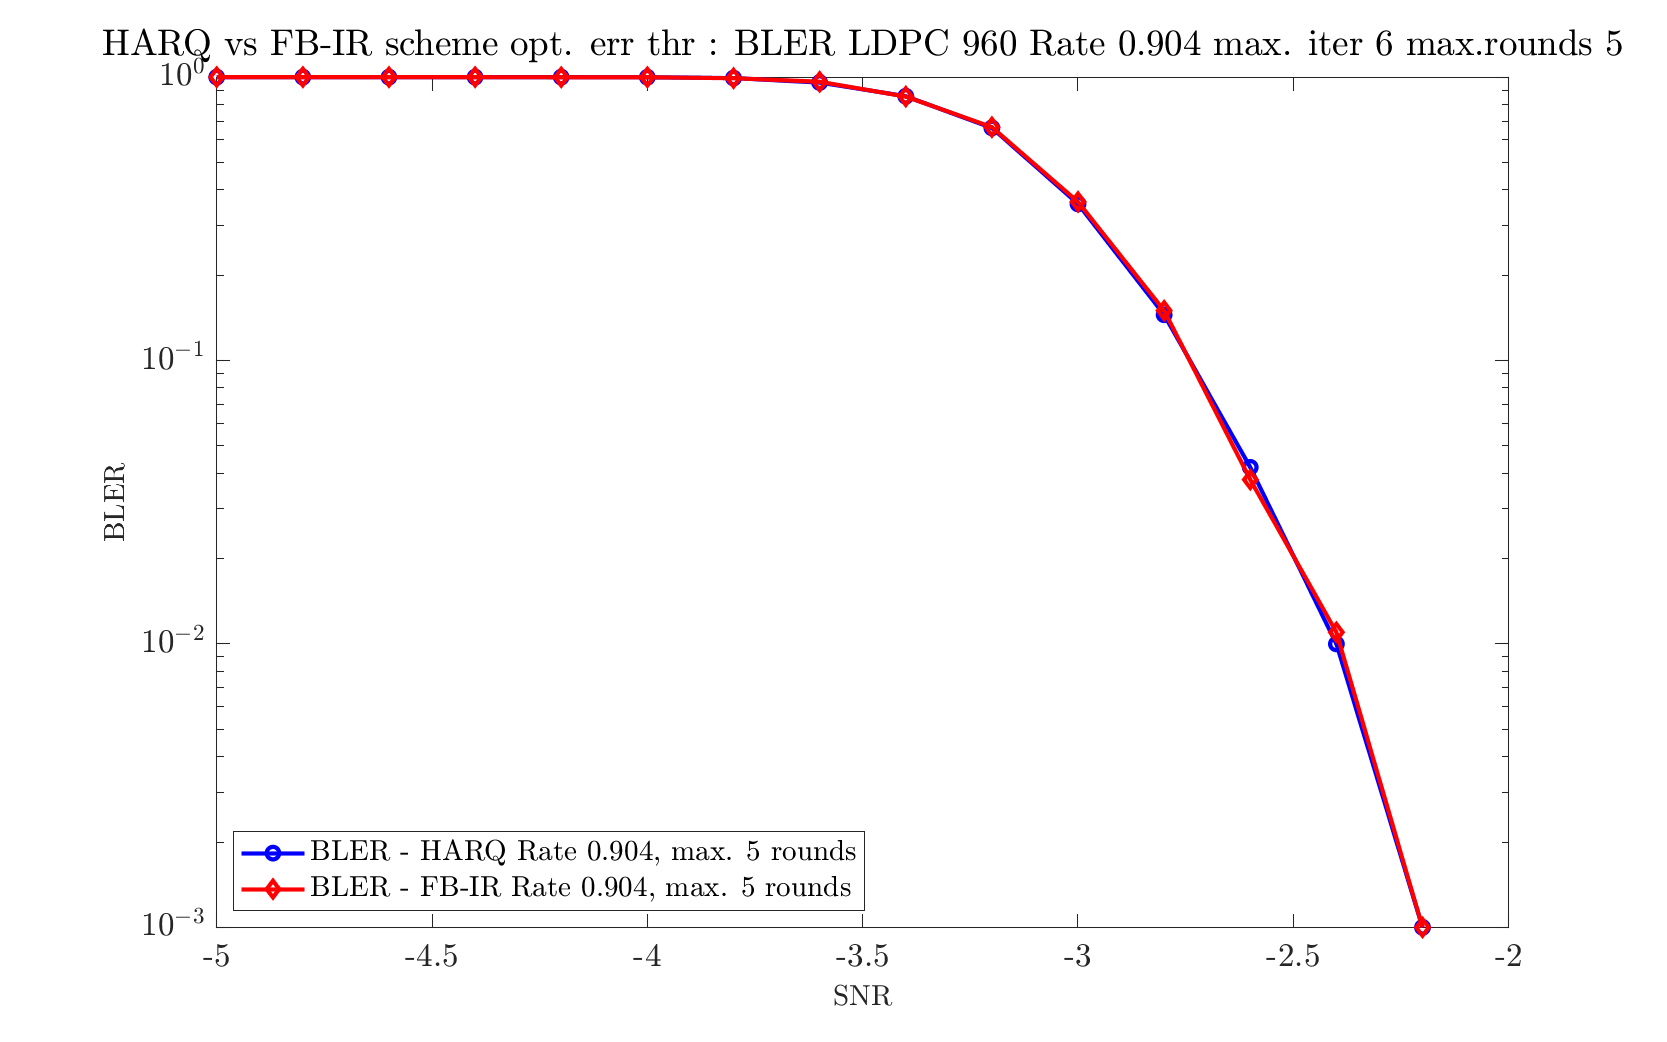 HARQ vs FB-IR scheme opt. err thr : BLER LDPC 960 Rate 0.904 max. iter 6 max.rounds 5
10^0
10^-1
10^-2
10^-3
BLER
BLER - HARQ Rate 0.904, max. 5 rounds
BLER - FB-IR Rate 0.904, max. 5 rounds
-5 -4.5 -4 -3.5 -3 -2.5 -2
SNR